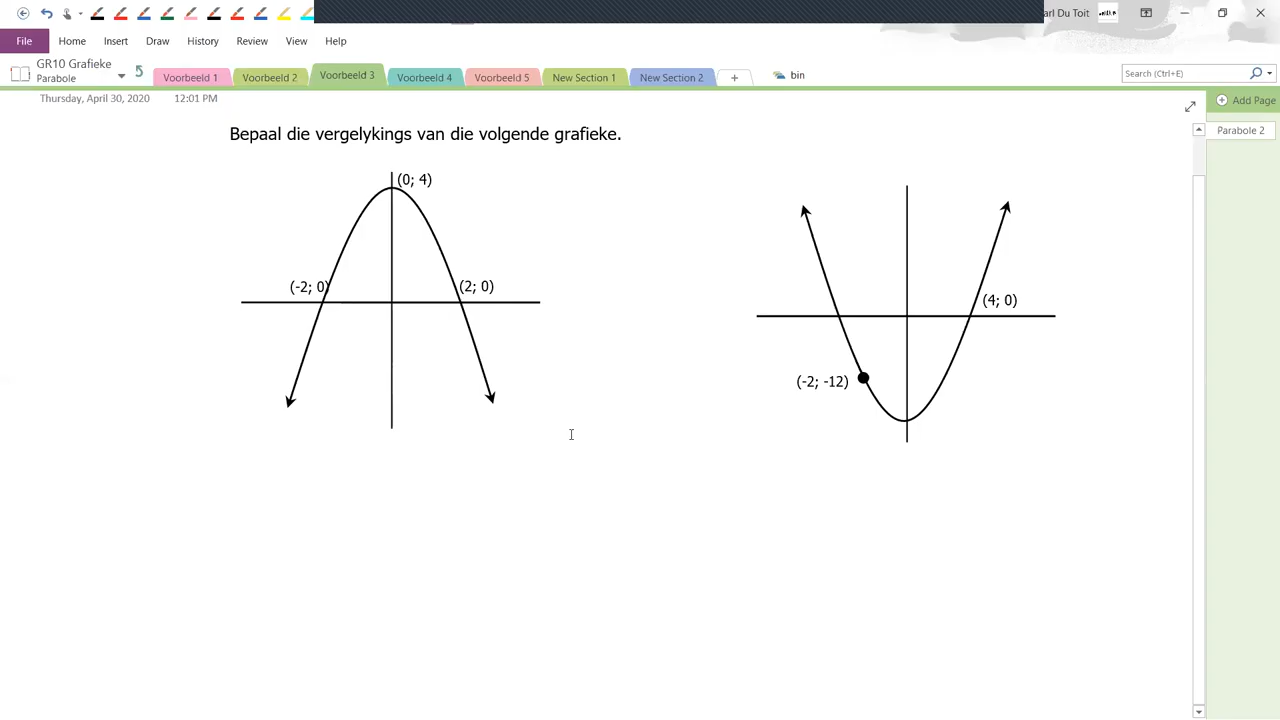 arl Du Toit
File Home Insert Draw History Review View Help
GR10 Grafieke
Parabole
Voorbeeld 1 Voorbeeld 2 Voorbeeld 3 Voorbeeld 4 Voorbeeld 5 New Section 1 New Section 2 + bin
Search (Ctrl+E)
Thursday, April 30, 2020 12:01 PM
Add Page
Parabole 2
Bepaal die vergelykings van die volgende grafieke.
(0; 4)
(-2; 0)
(2; 0)
(4; 0)
(-2; -12)